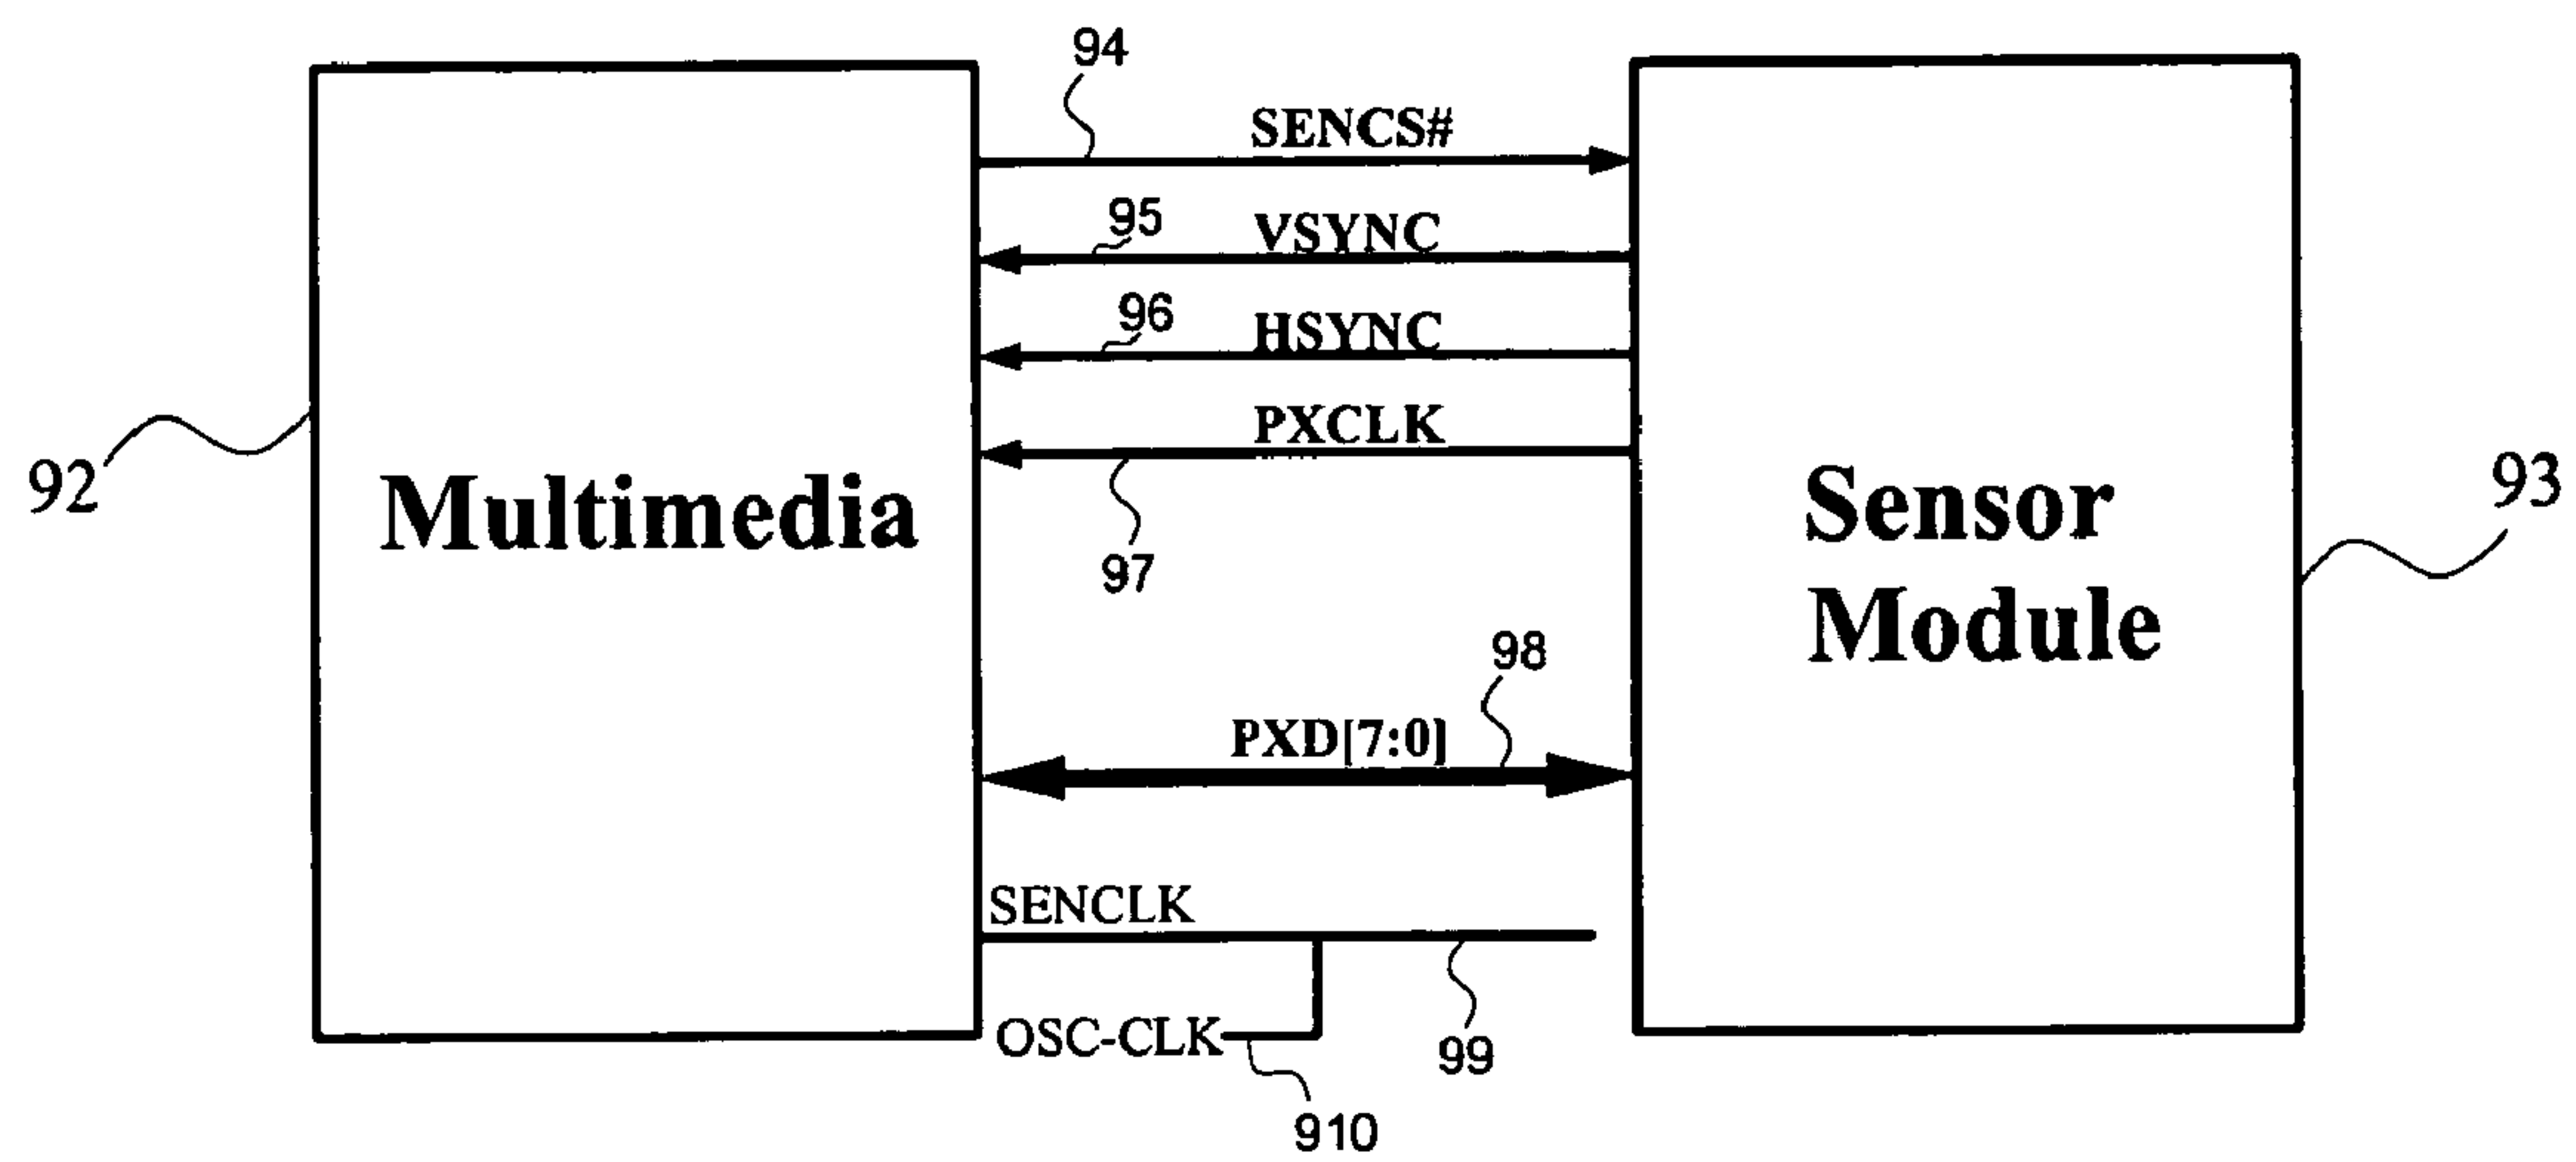 94
SENCS#
95
VSYNC
96
HSYNC
PXCLK
92
Multimedia
97
Sensor
Module
93
98
PXD[7:0]
SENCLK
OSC-CLK
99
910